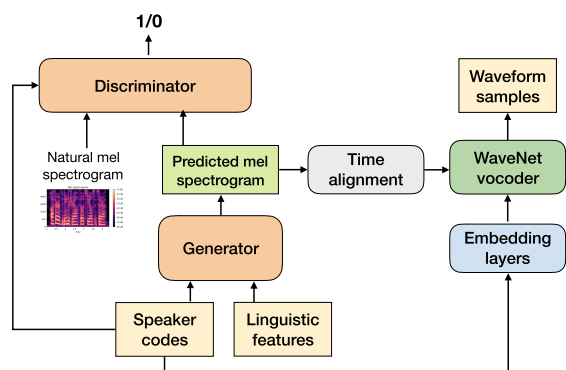 1/0
Discriminator
Natural mel
spectrogram
Predicted mel
spectrogram
Time
alignment
Waveform
samples
WaveNet
vocoder
Generator
Embedding
layers
Speaker
codes
Linguistic
features